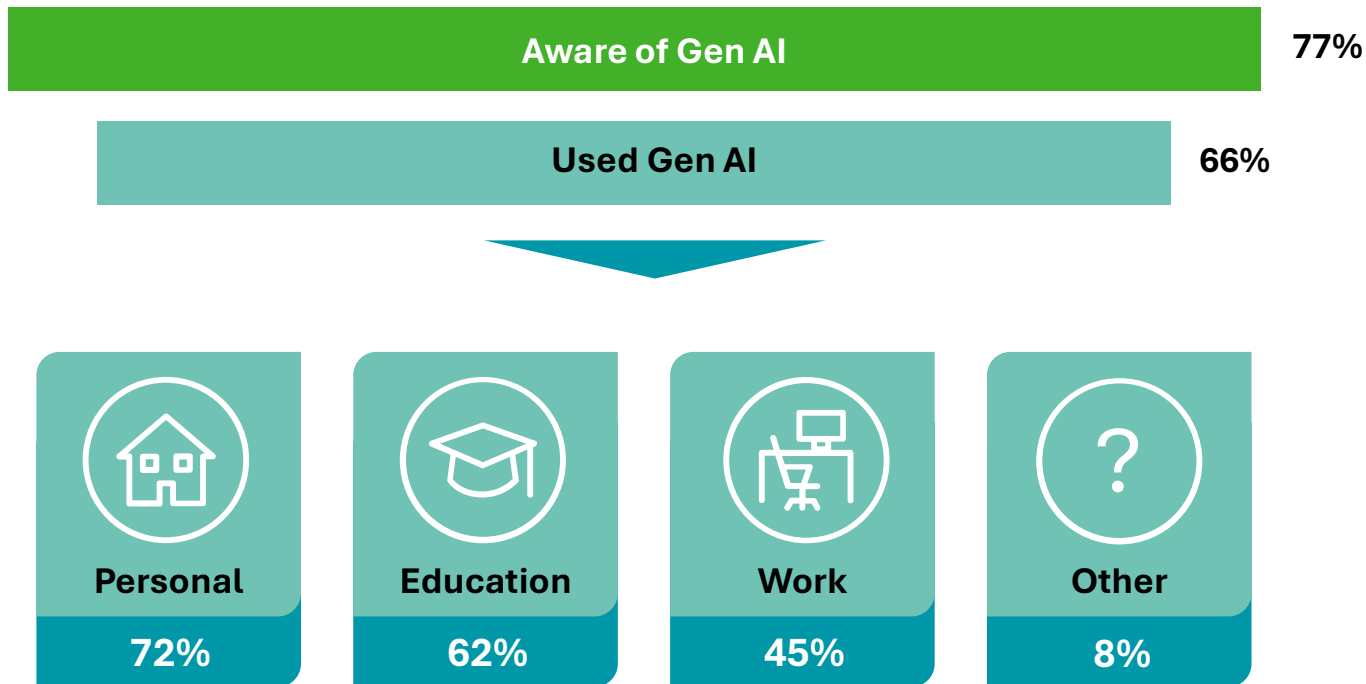 Aware of Gen AI 77%
Used Gen AI 66%
?
Personal Education Work Other
72% 62% 45% 8%